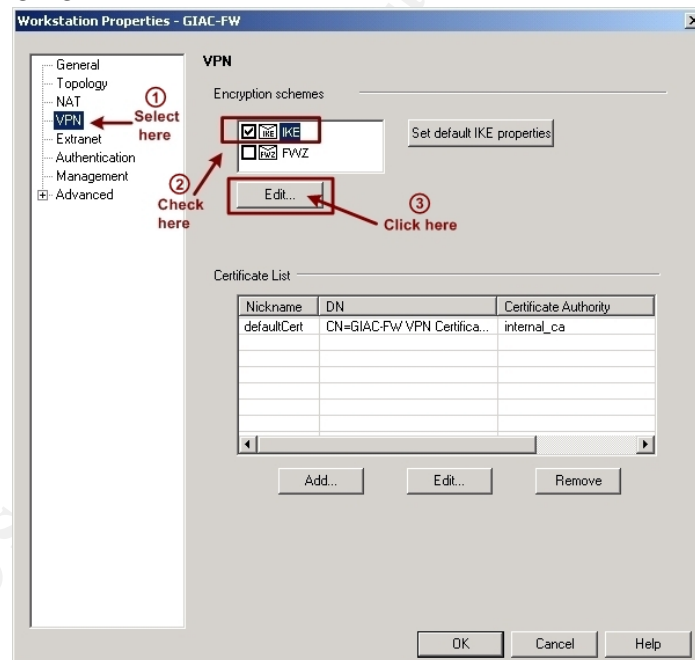 Workstation Properties - GIAC-FW
General
Topology
NAT
VPN
Extranet
Authentication
Management
Advanced
① Select here
VPN
Encryption schemes
IKE IKE
FWZ FWZ
Set default IKE properties
② Check here
Edit...
③ Click here
Certificate List
Nickname DN Certificate Authority
defaultCert CN=GIAC-FW VPN Certifica... internal_ca
Add... Edit... Remove
OK Cancel Help